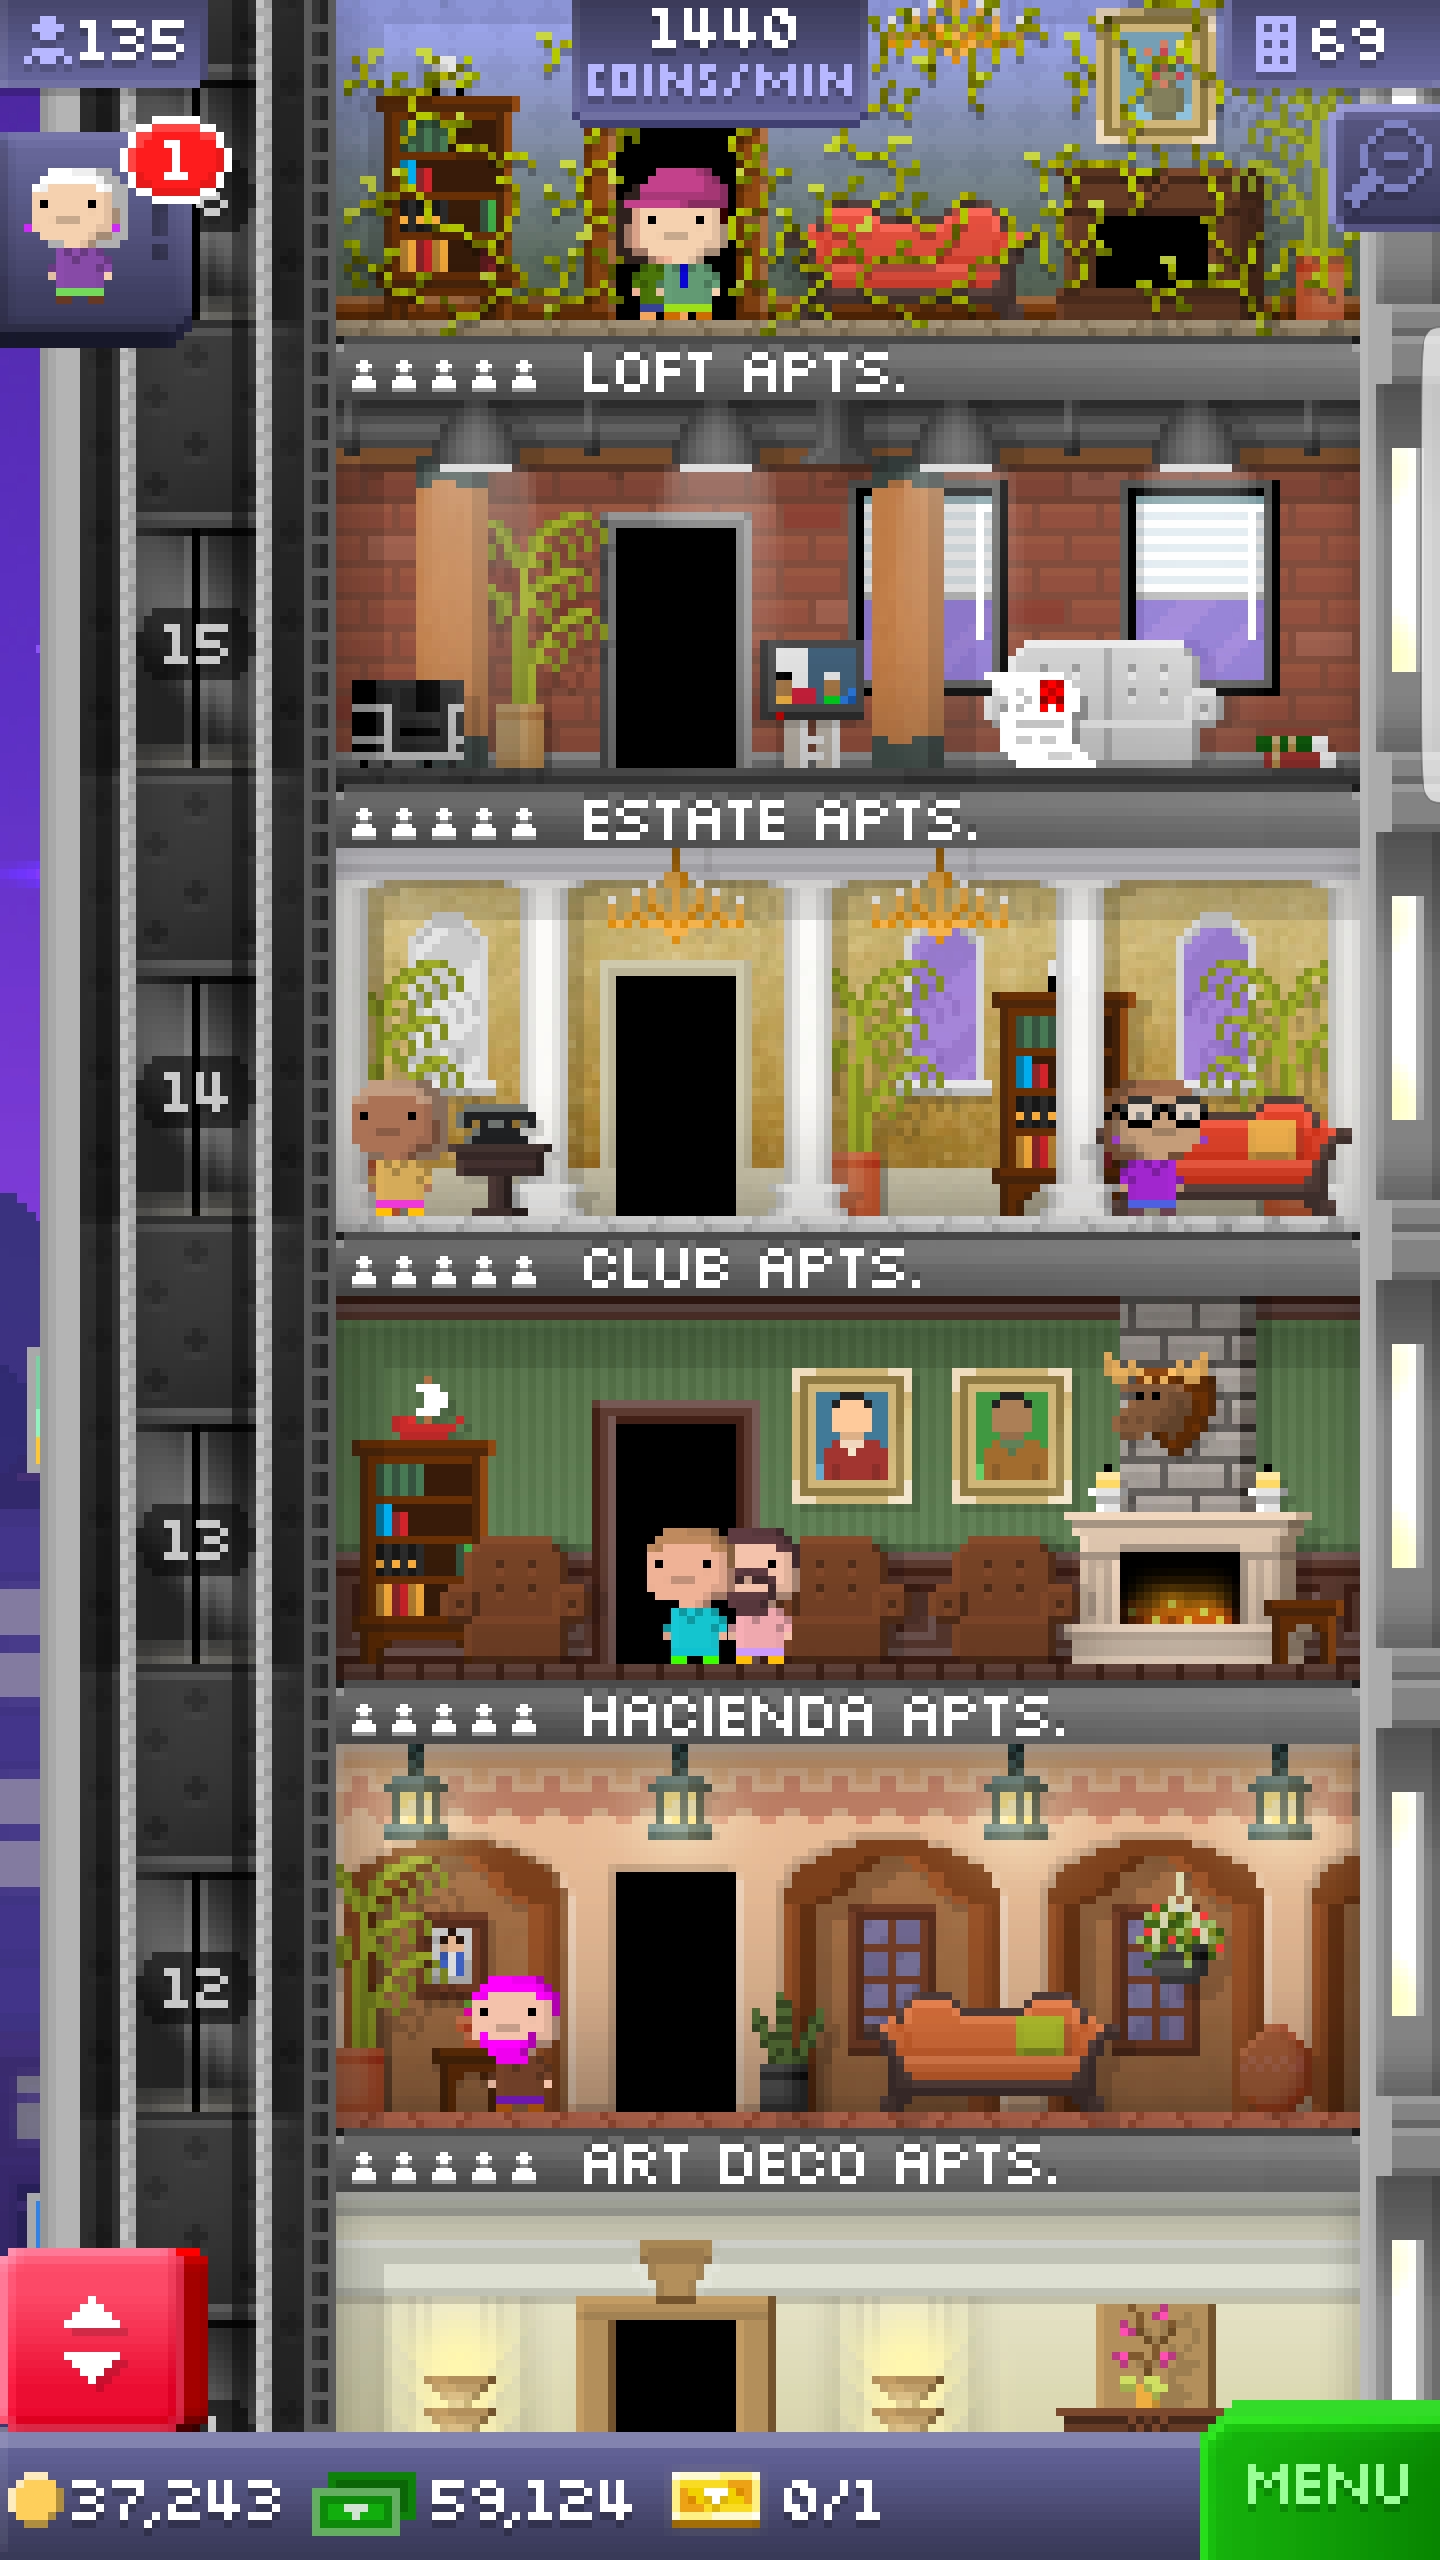 135
1440
COINS/MIN
69
1
LOFT APTS.
15
ESTATE APTS.
14
CLUB APTS.
13
HACIENDA APTS.
12
ART DECO APTS.
37,243
59,124
0/1
MENU